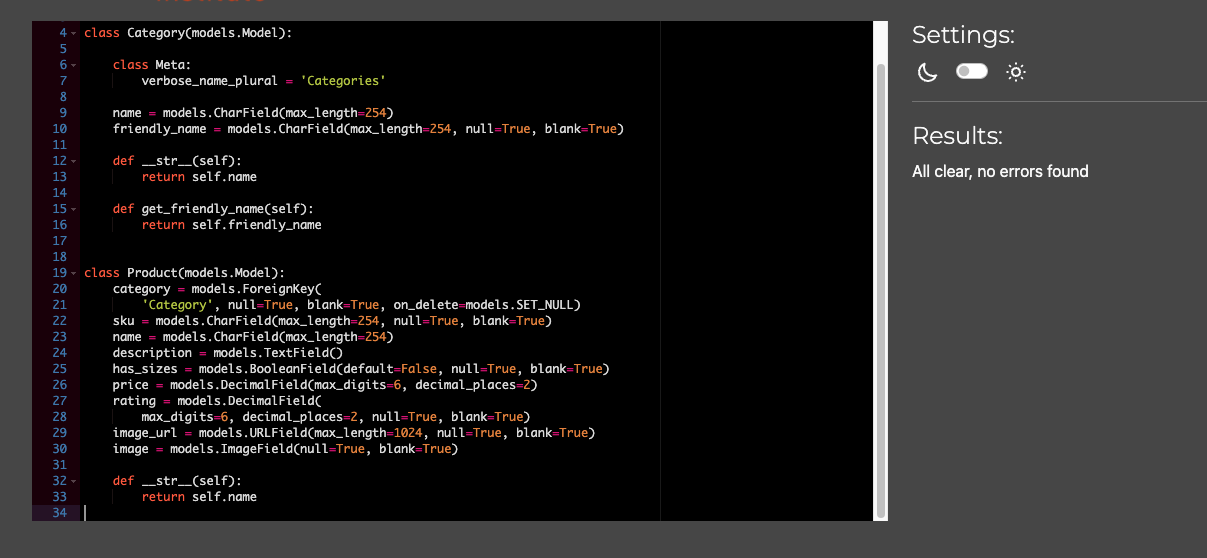 4 class Category(models.Model):
5
6     class Meta:
7         verbose_name_plural = 'Categories'
8
9     name = models.CharField(max_length=254)
10     friendly_name = models.CharField(max_length=254, null=True, blank=True)
11
12     def __str__(self):
13         return self.name
14
15     def get_friendly_name(self):
16         return self.friendly_name
17
18
19 class Product(models.Model):
20     category = models.ForeignKey(
21         'Category', null=True, blank=True, on_delete=models.SET_NULL)
22     sku = models.CharField(max_length=254, null=True, blank=True)
23     name = models.CharField(max_length=254)
24     description = models.TextField()
25     has_sizes = models.BooleanField(default=False, null=True, blank=True)
26     price = models.DecimalField(max_digits=6, decimal_places=2)
27     rating = models.DecimalField(
28         max_digits=6, decimal_places=2, null=True, blank=True)
29     image_url = models.URLField(max_length=1024, null=True, blank=True)
30     image = models.ImageField(null=True, blank=True)
31
32     def __str__(self):
33         return self.name
34
Settings:
Results:
All clear, no errors found